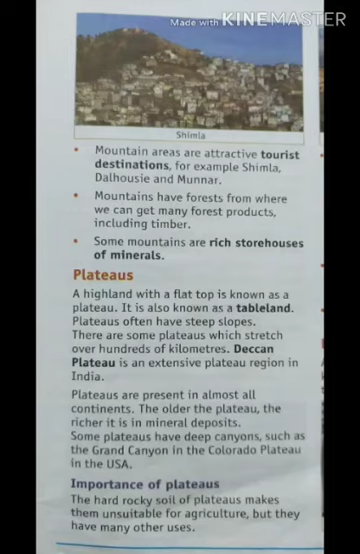 Made with KINEMASTER
Shimla
• Mountain areas are attractive tourist
destinations, for example Shimla,
Dalhousie and Munnar.
• Mountains have forests from where
we can get many forest products,
including timber.
• Some mountains are rich storehouses
of minerals.
Plateaus
A highland with a flat top is known as a
plateau. It is also known as a tableland.
Plateaus often have steep slopes.
There are some plateaus which stretch
over hundreds of kilometres. Deccan
Plateau is an extensive plateau region in
India.
Plateaus are present in almost all
continents. The older the plateau, the
richer it is in mineral deposits.
Some plateaus have deep canyons, such as
the Grand Canyon in the Colorado Plateau
in the USA.
Importance of plateaus
The hard rocky soil of plateaus makes
them unsuitable for agriculture, but they
have many other uses.